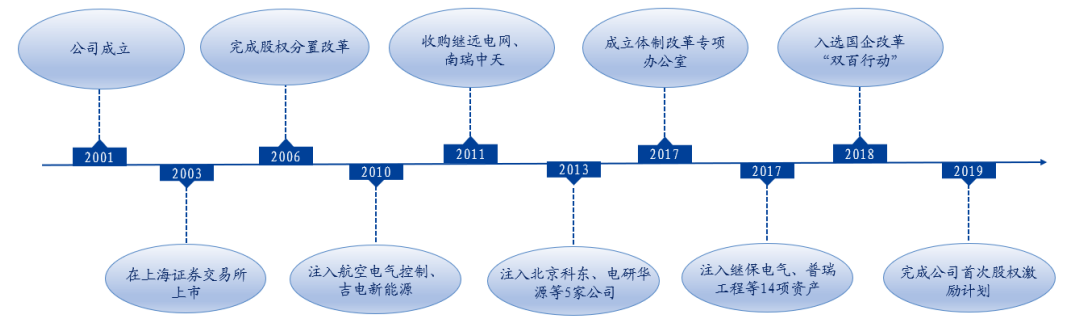 公司成立
完成股权分置改革
收购继远电网、
南瑞中天
成立体制改革专项
办公室
入选国企改革
“双百行动”
2001
2003
2006
2010
2011
2013
2017
2017
2018
2019
在上海证券交易所
上市
注入航空电气控制、
吉电新能源
注入北京科东、电研华
源等5家公司
注入继保电气、普瑞
工程等14项资产
完成公司首次股权激
励计划